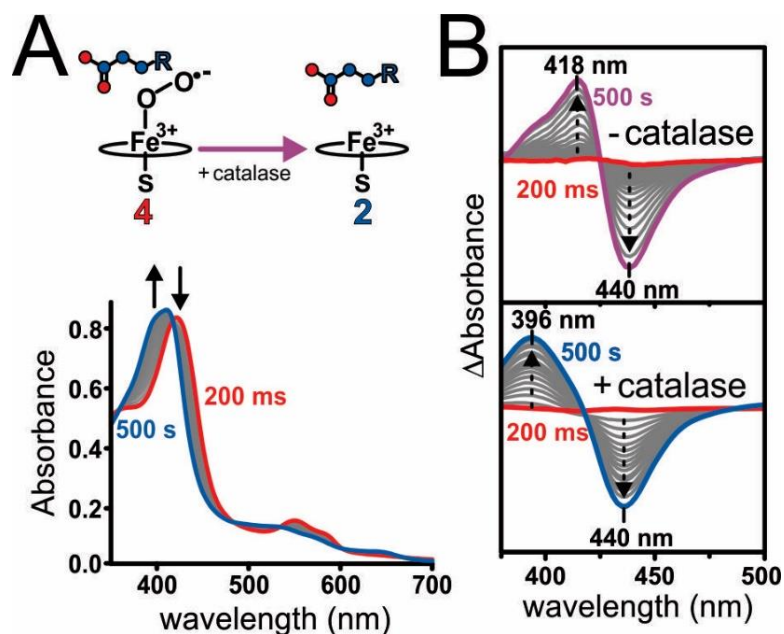 A
R
O
O•-
Fe3+
S
4
+ catalase
R
Fe3+
S
2
Absorbance
0.8
0.6
0.4
0.2
0.0
200 ms
500 s
400
500
600
700
wavelength (nm)
B
418 nm
500 s
- catalase
200 ms
440 nm
396 nm
500 s
+ catalase
200 ms
440 nm
ΔAbsorbance
400
450
500
wavelength (nm)